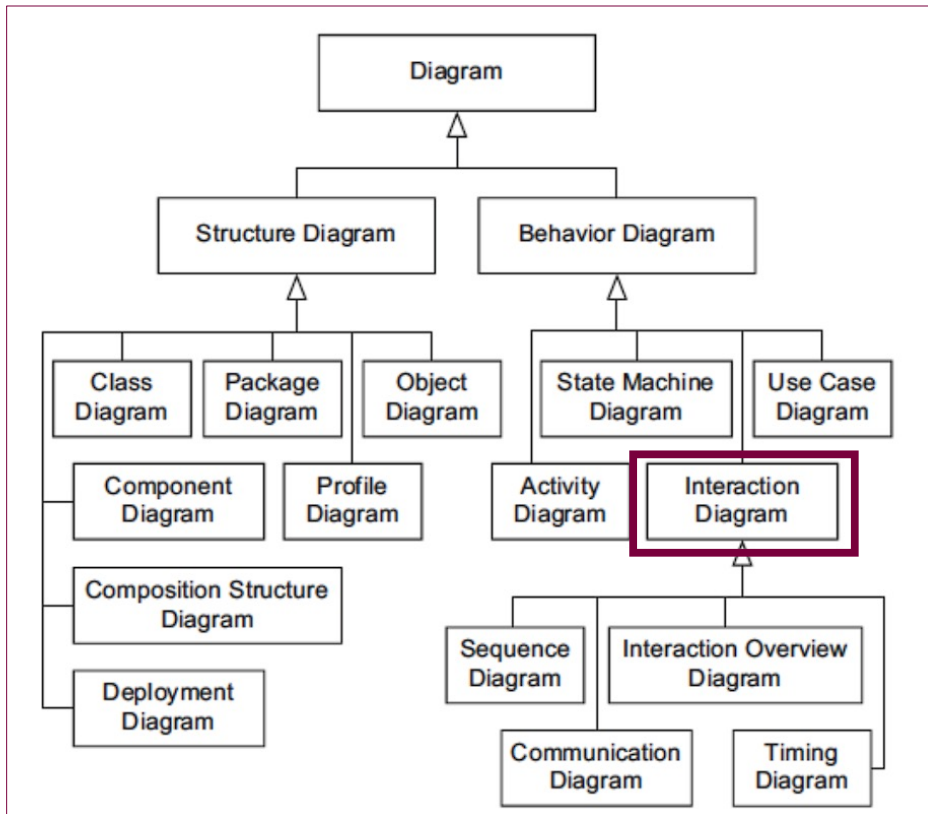 Diagram
Structure Diagram
Behavior Diagram
Class
Diagram
Package
Diagram
Object
Diagram
State Machine
Diagram
Use Case
Diagram
Component
Diagram
Profile
Diagram
Activity
Diagram
Interaction
Diagram
Composition Structure
Diagram
Sequence
Diagram
Interaction Overview
Diagram
Deployment
Diagram
Communication
Diagram
Timing
Diagram